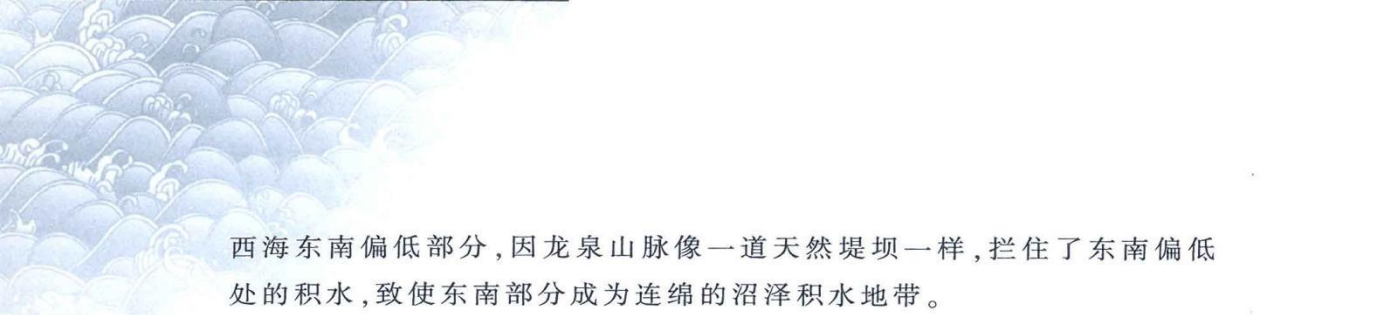 西海东南偏低部分,因龙泉山脉像一道天然堤坝一样,拦住了东南偏低
处的积水,致使东南部分成为连绵的沼泽积水地带。